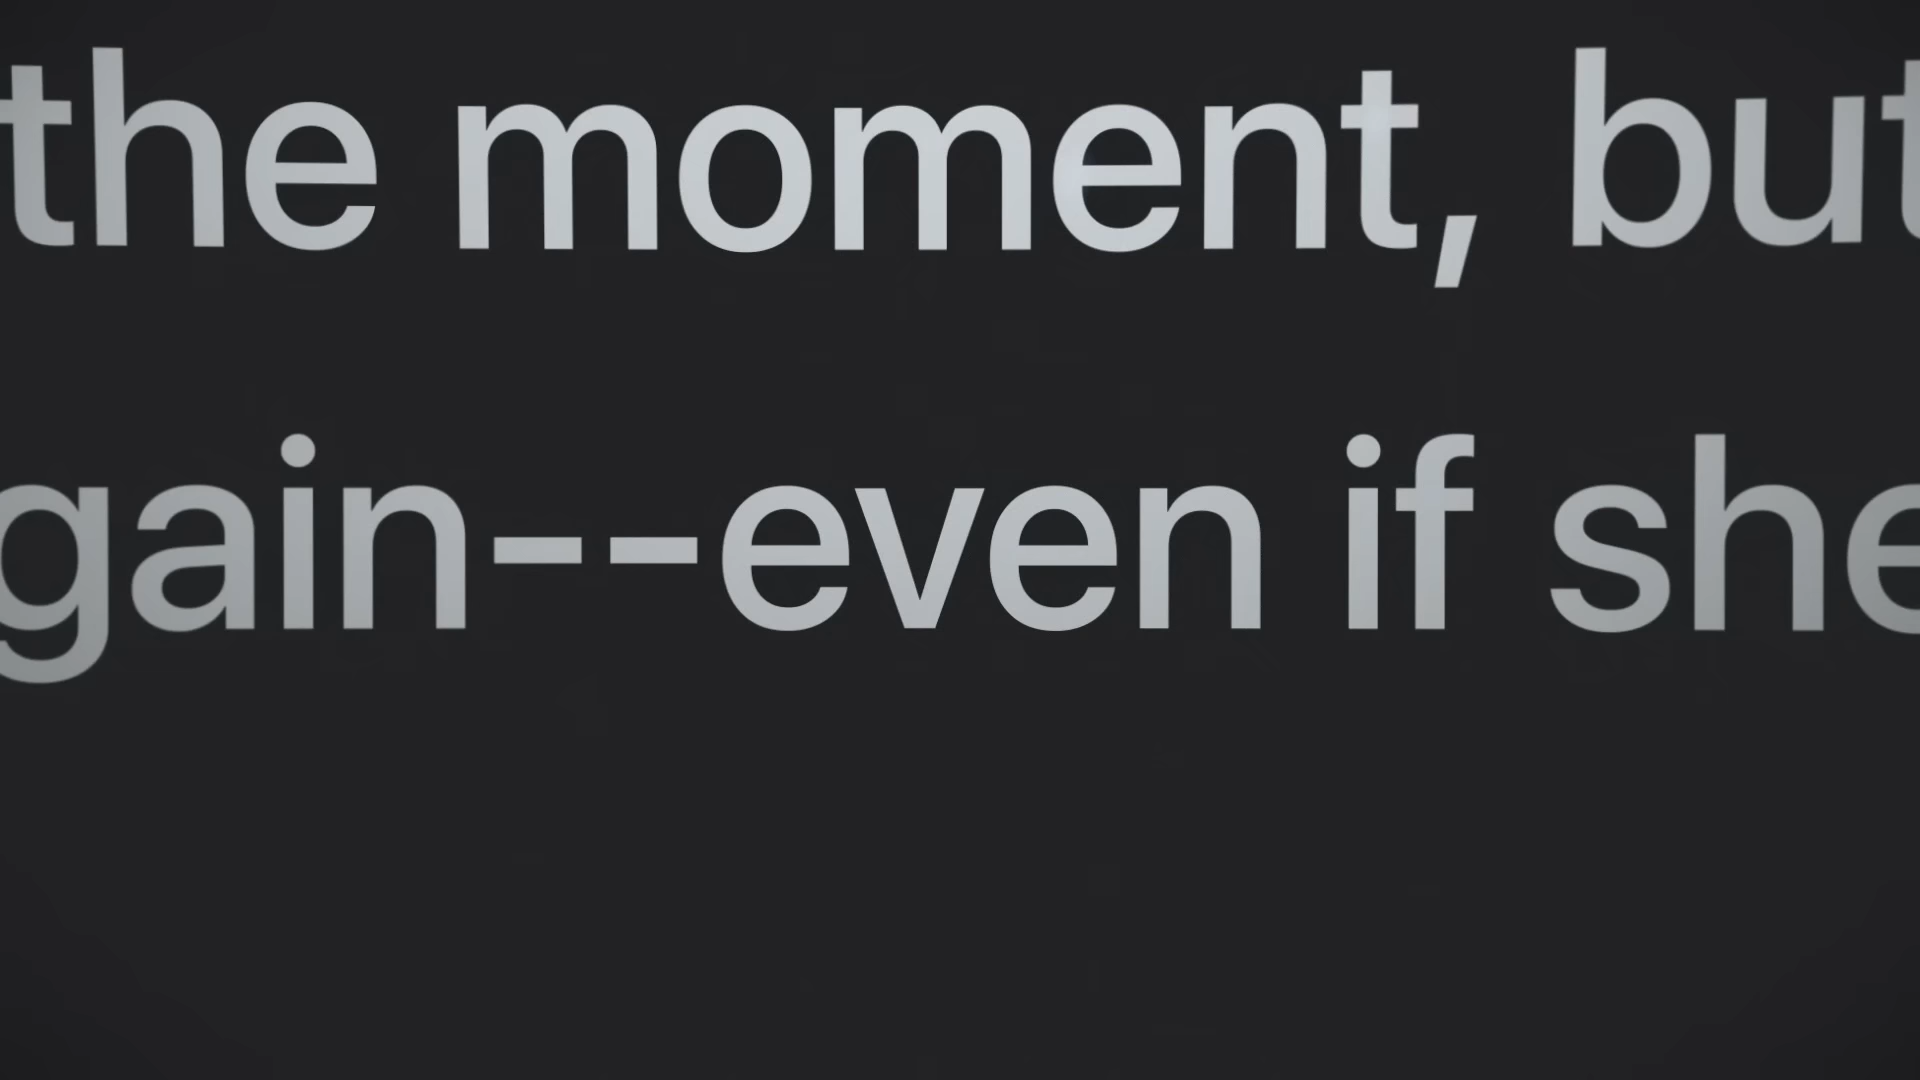 the moment, but
gain--even if she